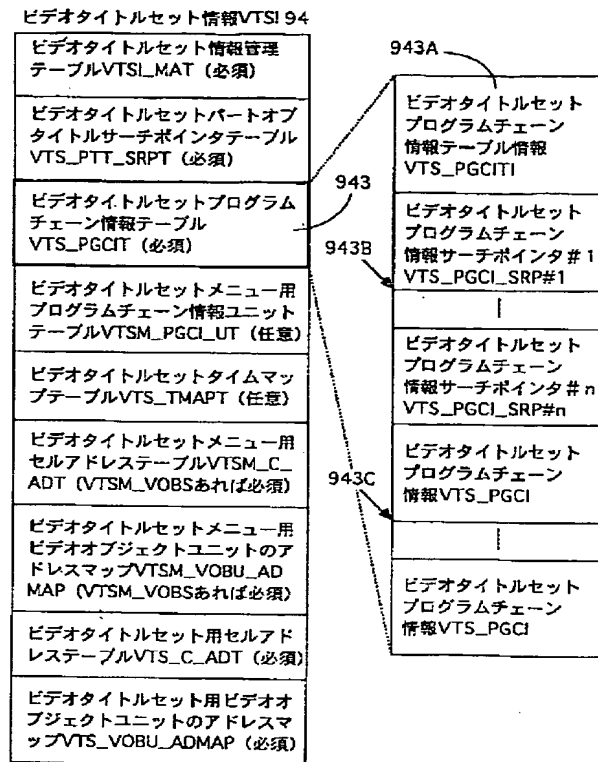 ビデオタイトルセット情報VTSI 94
ビデオタイトルセット情報管理
テーブルVTSI_MAT（必須）
ビデオタイトルセットパートオブ
タイトルサーチポインタテーブル
VTS_PTT_SRPT（必須）
ビデオタイトルセットプログラム
チェーン情報テーブル
VTS_PGCIT（必須）
ビデオタイトルセットメニュー用
プログラムチェーン情報ユニット
テーブルVTSM_PGCI_UT（任意）
ビデオタイトルセットタイムマッ
プテーブルVTS_TMAPT（任意）
ビデオタイトルセットメニュー用
セルアドレステーブルVTSM_C_
ADT（VTSM_VOBSあれば必須）
ビデオタイトルセットメニュー用
ビデオオブジェクトユニットのア
ドレスマップVTSM_VOBU_AD
MAP（VTSM_VOBSあれば必須）
ビデオタイトルセット用セルアド
レステーブルVTS_C_ADT（必須）
ビデオタイトルセット用ビデオオ
ブジェクトユニットのアドレスマ
ップVTS_VOBU_ADMAP（必須）
943
943A
943B
943C
ビデオタイトルセット
プログラムチェーン
情報テーブル情報
VTS_PGCITI
ビデオタイトルセット
プログラムチェーン
情報サーチポインタ＃1
VTS_PGCI_SRP#1
ビデオタイトルセット
プログラムチェーン
情報サーチポインタ＃n
VTS_PGCI_SRP#n
ビデオタイトルセット
プログラムチェーン
情報VTS_PGCI
ビデオタイトルセット
プログラムチェーン
情報VTS_PGCI